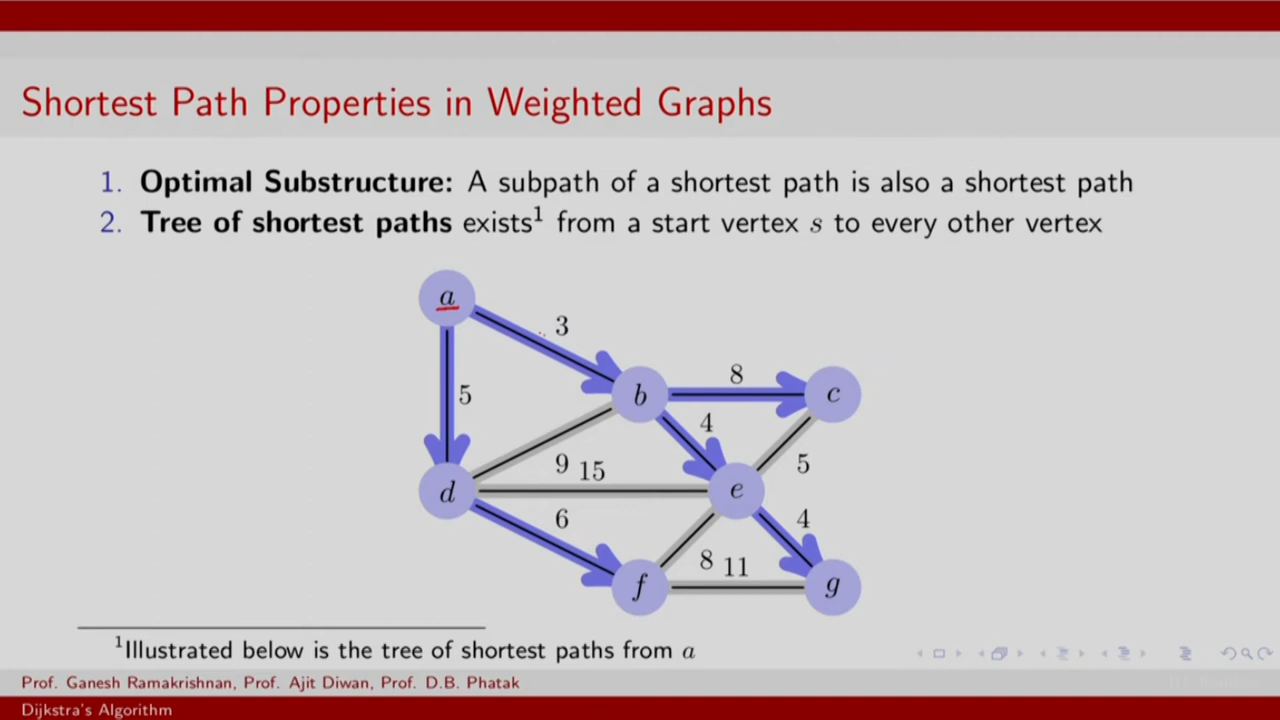 Shortest Path Properties in Weighted Graphs
1. Optimal Substructure: A subpath of a shortest path is also a shortest path
2. Tree of shortest paths exists¹ from a start vertex s to every other vertex
a
3
8
b
c
5
4
9 15
5
d
e
6
4
8 11
f
g
¹Illustrated below is the tree of shortest paths from a
Prof. Ganesh Ramakrishnan, Prof. Ajit Diwan, Prof. D.B. Phatak
Dijkstra's Algorithm